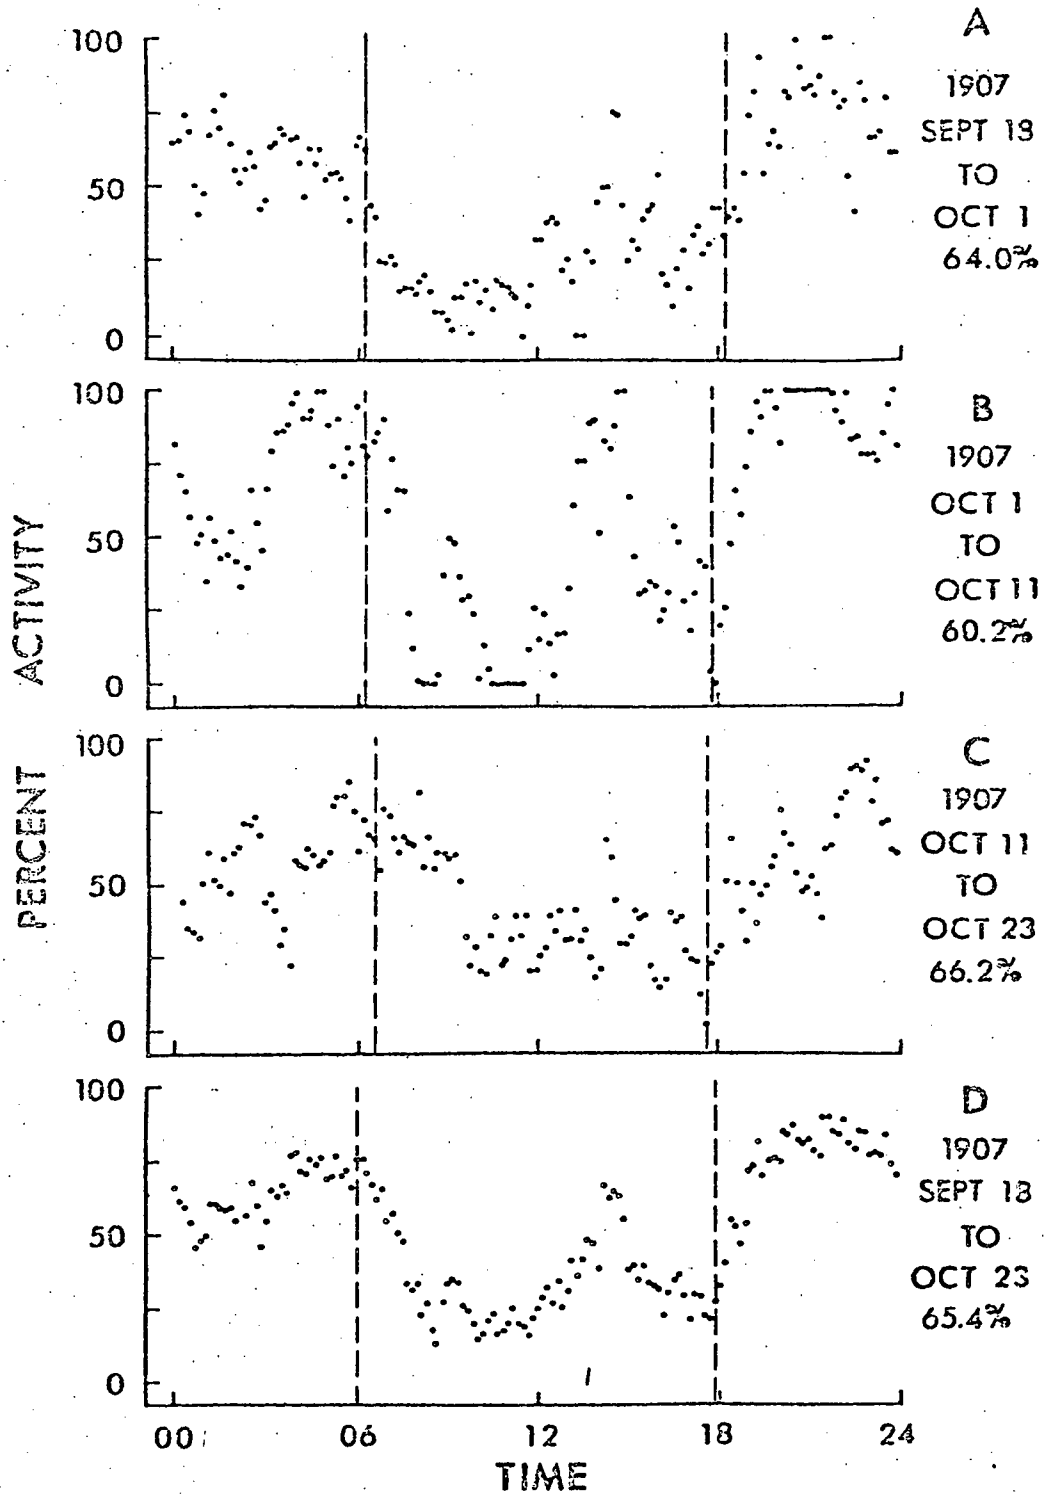 A
1907
SEPT 18
TO
OCT 1
64.0%
100
50
0
B
1907
OCT 1
TO
OCT 11
60.2%
100
50
0
C
1907
OCT 11
TO
OCT 23
66.2%
100
50
0
D
1907
SEPT 18
TO
OCT 23
65.4%
100
50
0
PERCENT ACTIVITY
00 06 12 18 24
TIME